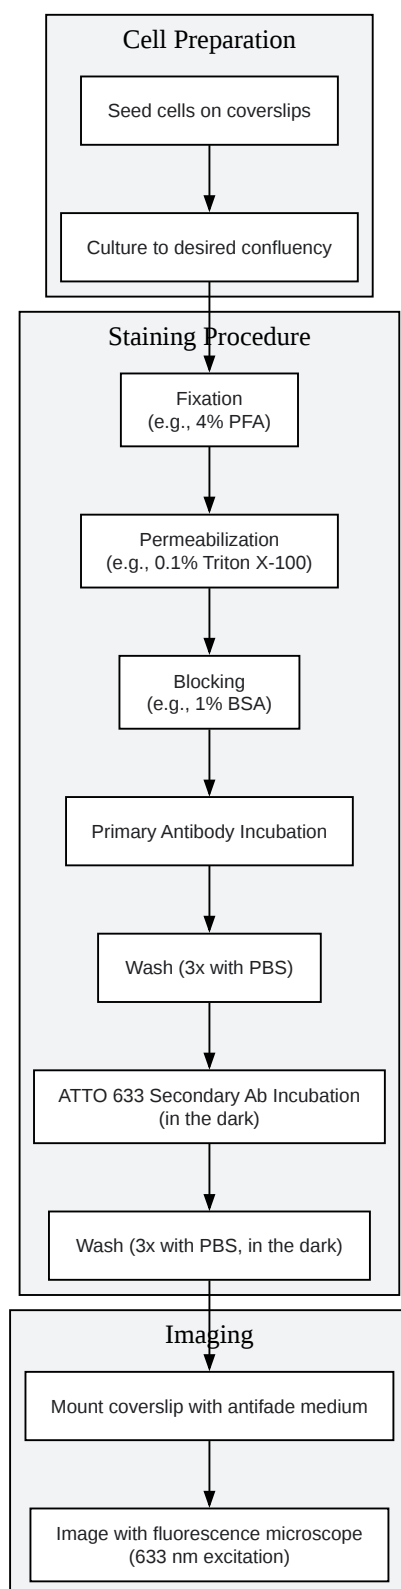 Cell Preparation
Seed cells on coverslips
Culture to desired confluency
Staining Procedure
Fixation
(e.g., 4% PFA)
Permeabilization
(e.g., 0.1% Triton X-100)
Blocking
(e.g., 1% BSA)
Primary Antibody Incubation
Wash (3x with PBS)
ATTO 633 Secondary Ab Incubation
(in the dark)
Wash (3x with PBS, in the dark)
Imaging
Mount coverslip with antifade medium
Image with fluorescence microscope
(633 nm excitation)